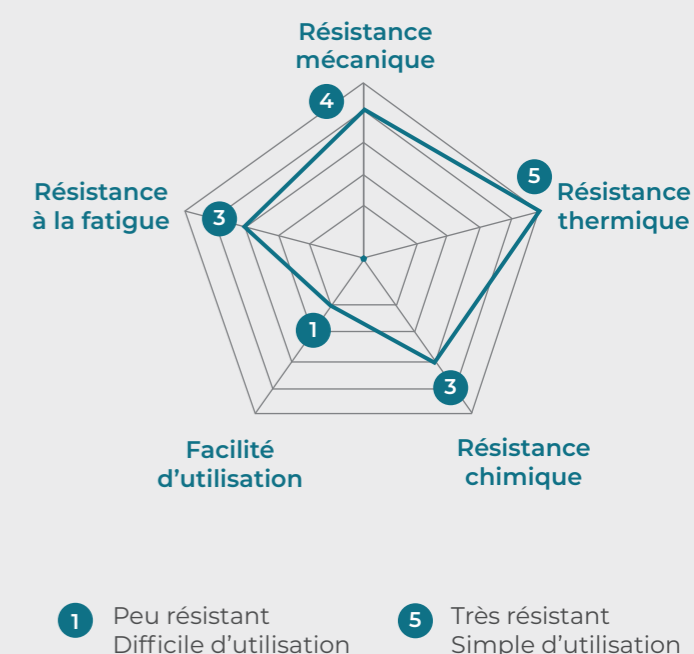 Résistance
mécanique
4
5
Résistance
thermique
Résistance
à la fatigue
3
1
3
Facilité
d’utilisation
Résistance
chimique
1
Peu résistant
Difficile d’utilisation
5
Très résistant
Simple d’utilisation